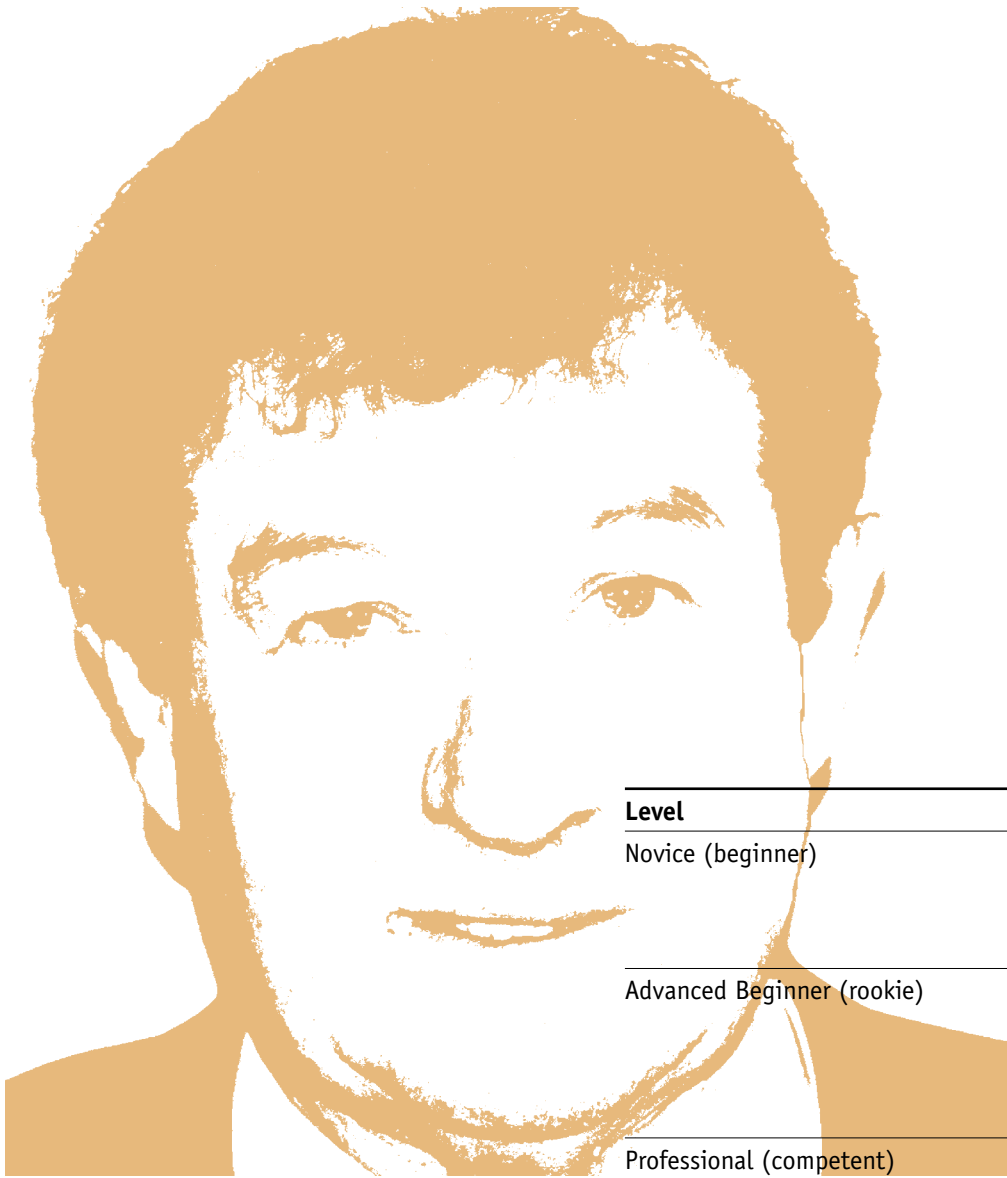 Level
Novice (beginner)
Advanced Beginner (rookie)
Professional (competent)